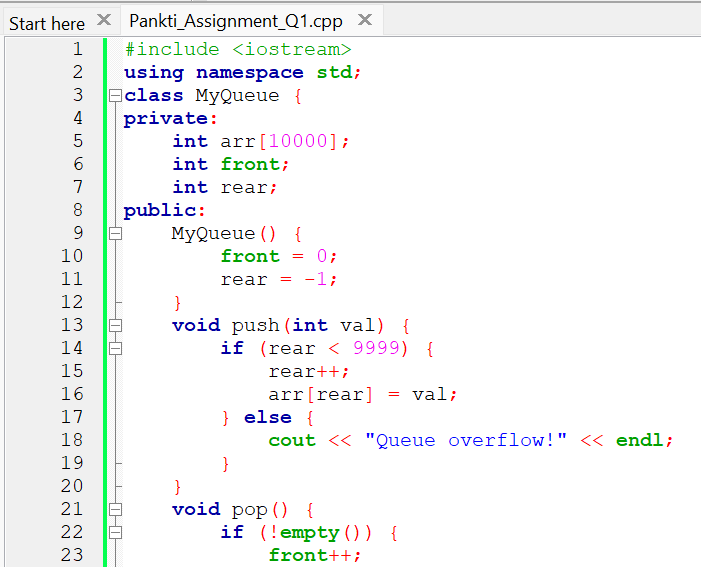 Start here Pankti_Assignment_Q1.cpp
1 #include <iostream>
2 using namespace std;
3 class MyQueue {
4 private:
5 int arr[10000];
6 int front;
7 int rear;
8 public:
9 MyQueue() {
10 front = 0;
11 rear = -1;
12 }
13 void push(int val) {
14 if (rear < 9999) {
15 rear++;
16 arr[rear] = val;
17 } else {
18 cout << "Queue overflow!" << endl;
19 }
20 }
21 void pop() {
22 if (!empty()) {
23 front++;